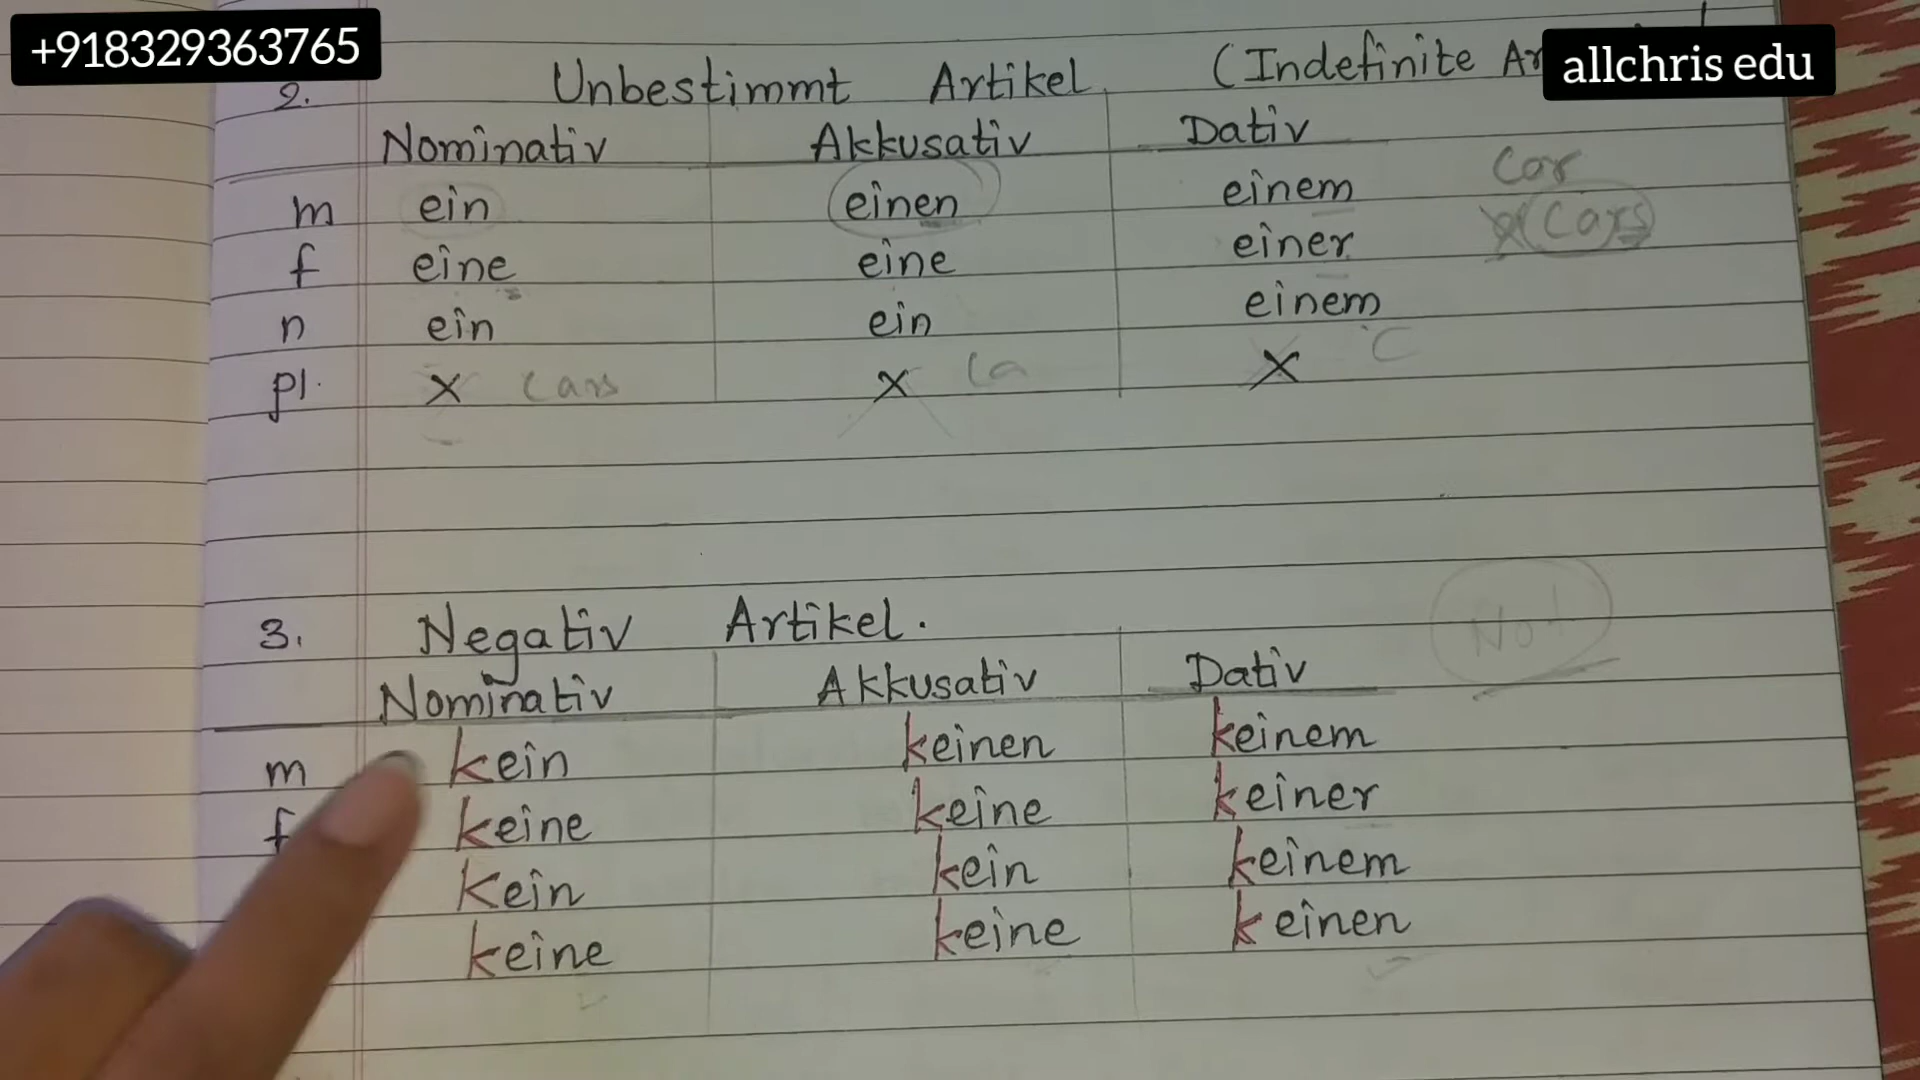 +918329363765
allchris edu
2. Unbestimmt Artikel (Indefinite
Nominativ Akkusativ Dativ
Car
m ein einen einem
Cars
f eine eine einer
n ein ein einem
pl. x Cars x Ca x C
3. Negativ Artikel.
Not
Nominativ Akkusativ Dativ
m kein keinen keinem
f keine keine keiner
Kein kein keinem
keine keine keinen